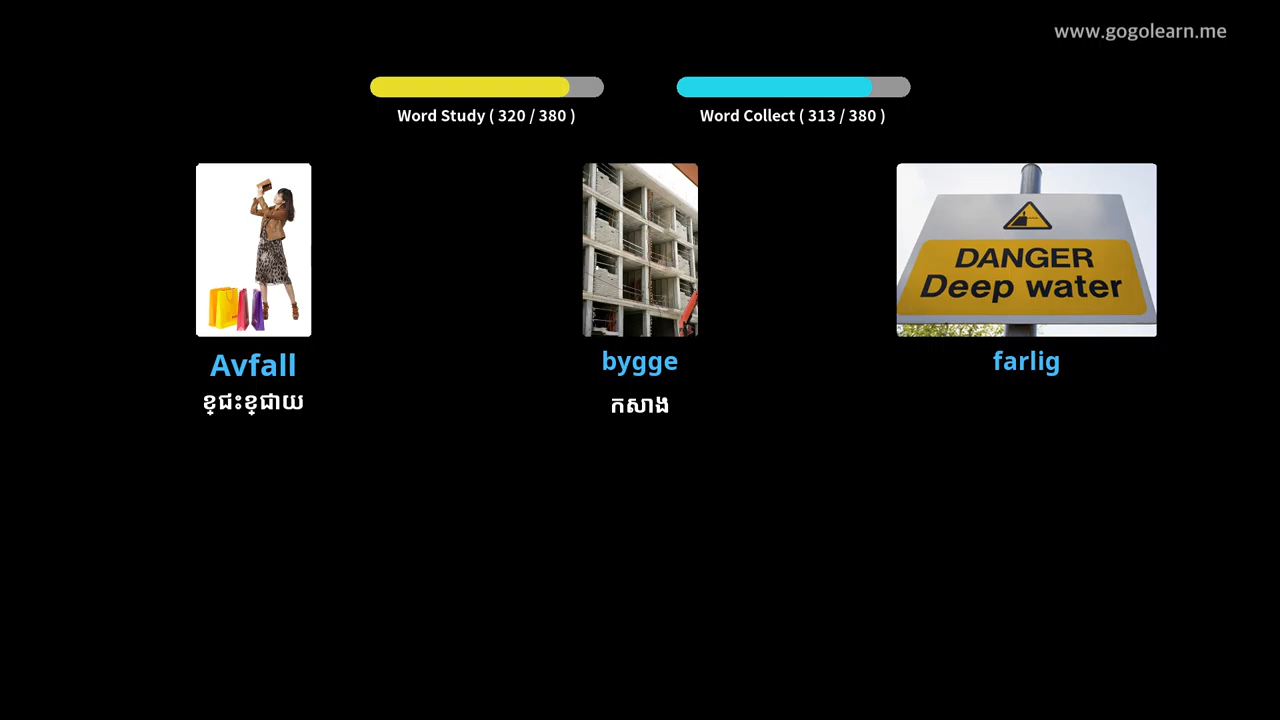 www.gogolearn.me
Word Study ( 320 / 380 )
Word Collect ( 313 / 380 )
DANGER
Deep water
Avfall
bygge
farlig
ខ្ជះខ្ជាយ
កសាង